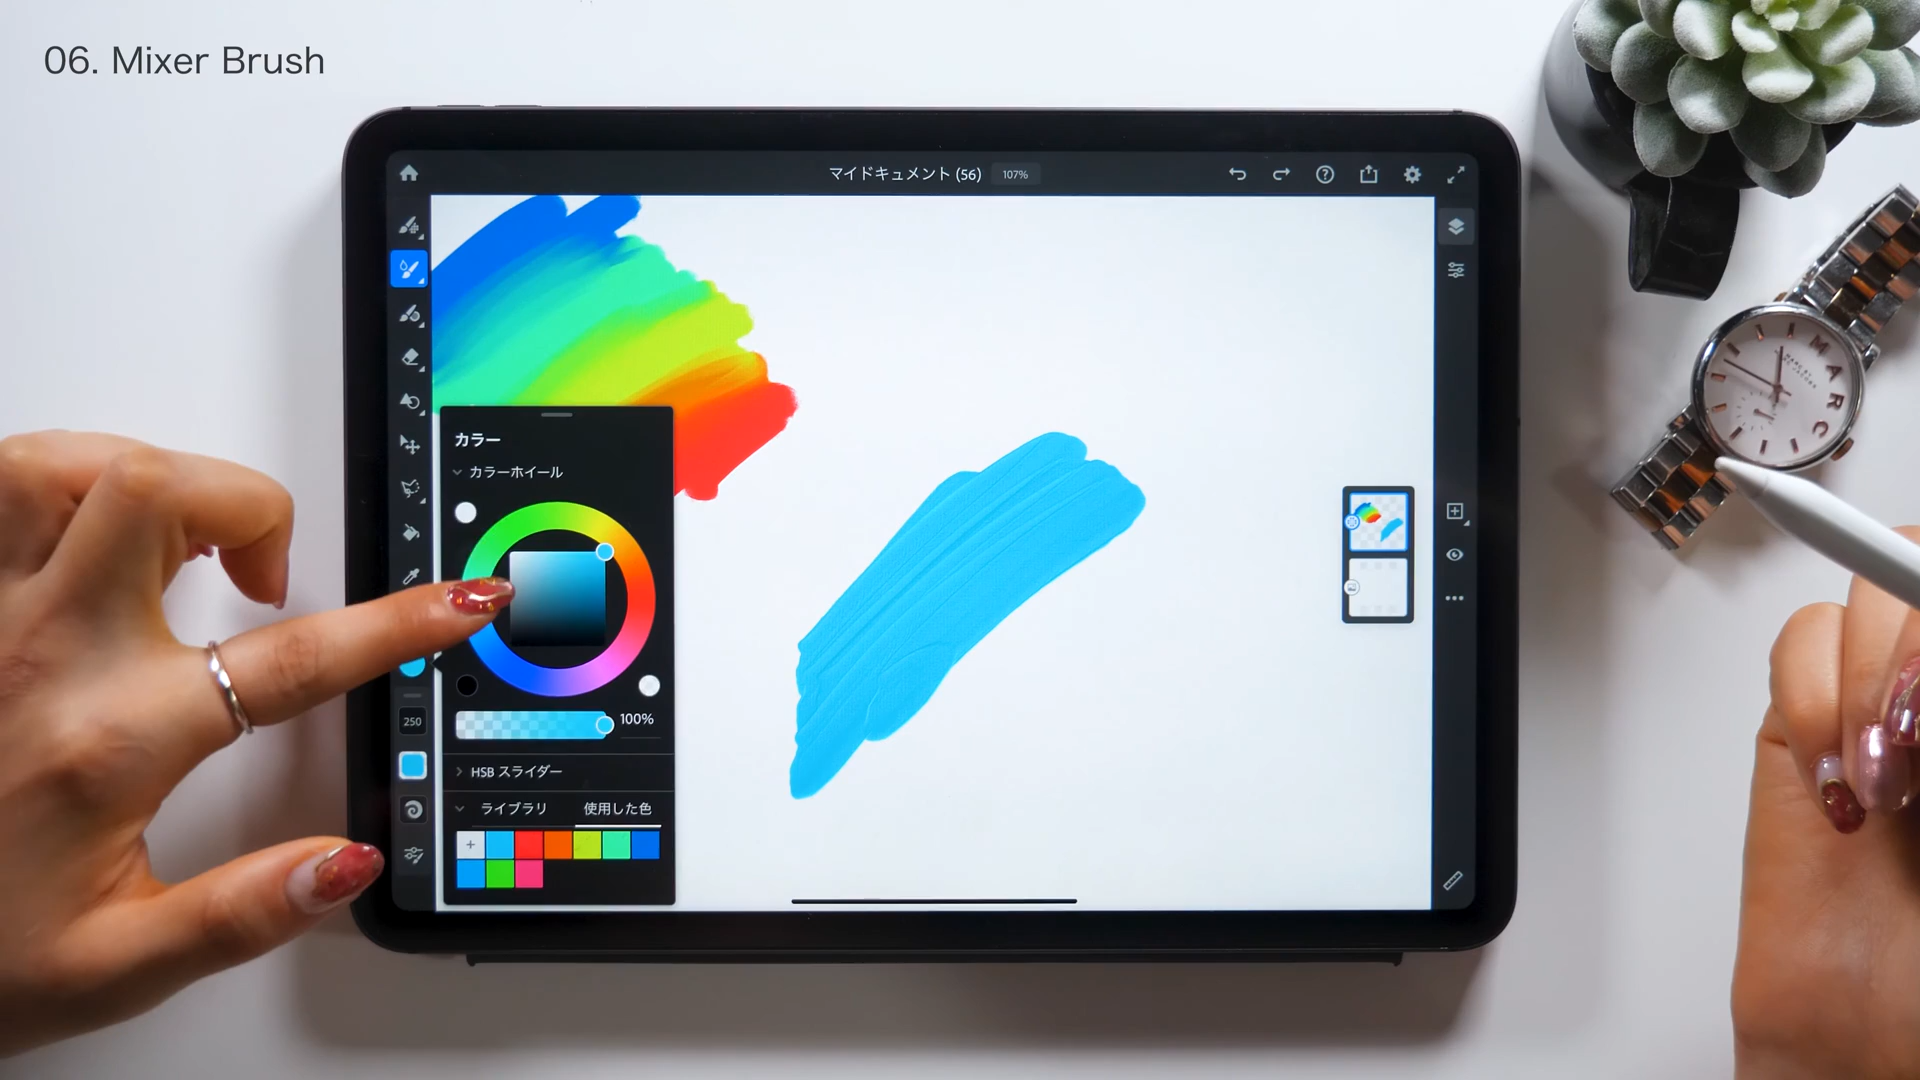 06. Mixer Brush
マイドキュメント (56)
107%
カラー
カラーホイール
100%
250
HSB スライダー
ライブラリ
使用した色
MARC